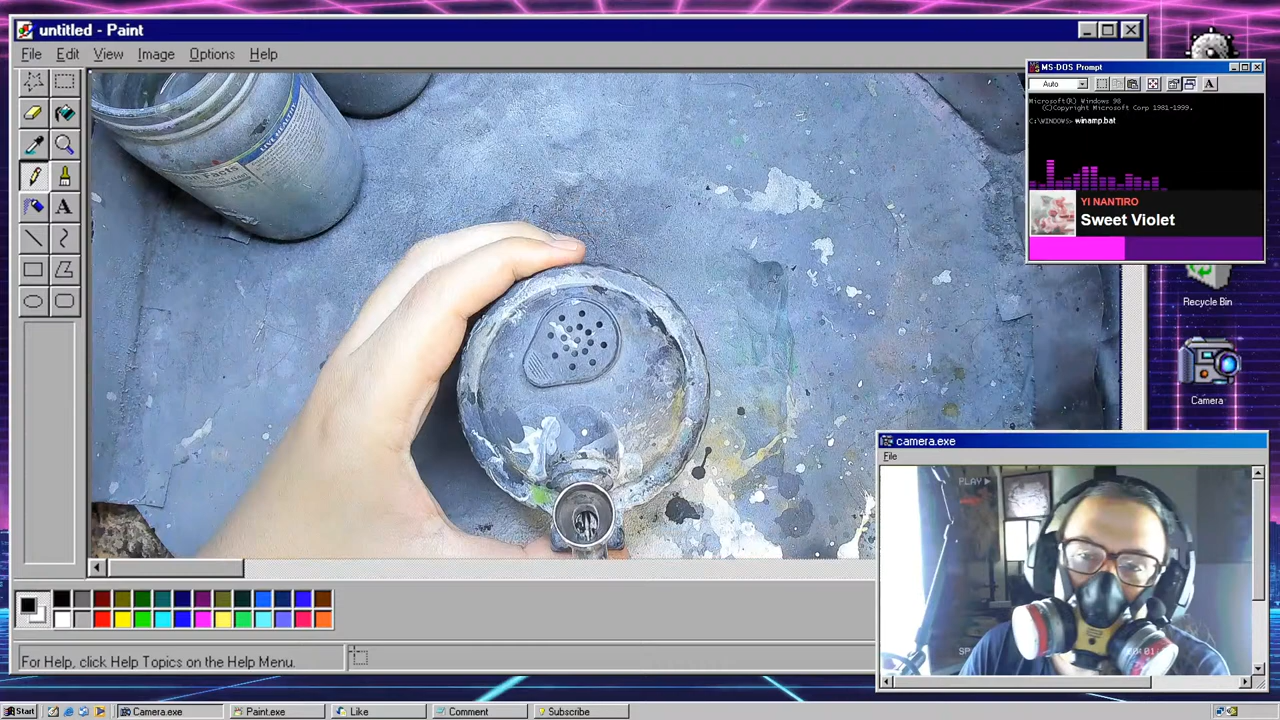 untitled - Paint
File Edit View Image Options Help
MS-DOS Prompt
Auto
A
Microsoft(R) Windows 98
(C)Copyright Microsoft Corp 1981-1999.
C:\WINDOWS> winamp.bat
YI NANTIRO
Sweet Violet
A
Recycle Bin
Camera
camera.exe
File
PLAY
SP
For Help, click Help Topics on the Help Menu.
Start Camera.exe Paint.exe Like Comment Subscribe